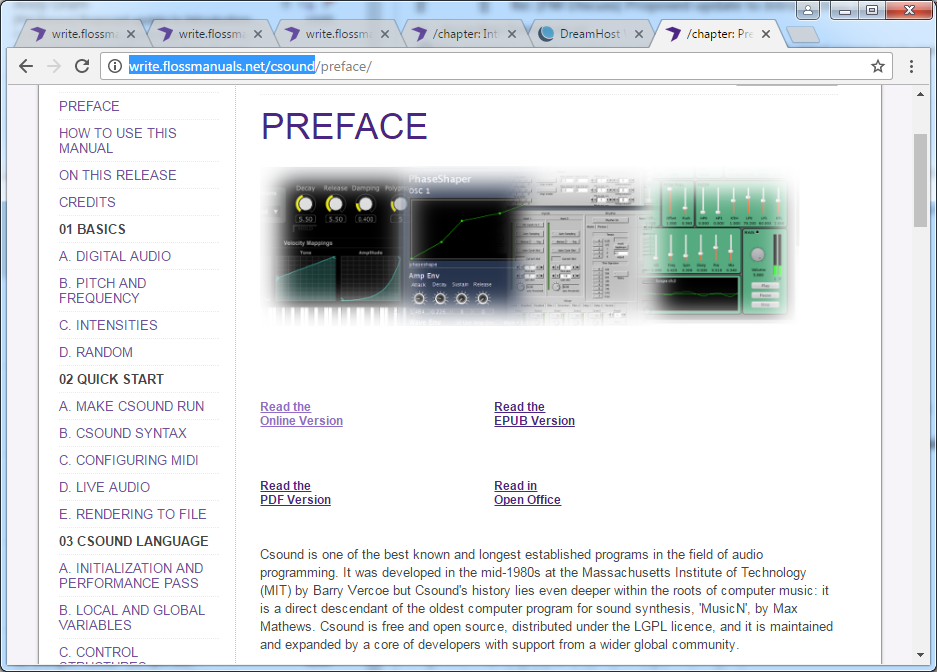 write.flossm
write.flossm
write.flossm
/chapter: Int
DreamHost W
/chapter: Pre
write.flossmanuals.net/csound/preface/
PREFACE
HOW TO USE THIS
MANUAL
ON THIS RELEASE
CREDITS
01 BASICS
A. DIGITAL AUDIO
B. PITCH AND
FREQUENCY
C. INTENSITIES
D. RANDOM
02 QUICK START
A. MAKE CSOUND RUN
B. CSOUND SYNTAX
C. CONFIGURING MIDI
D. LIVE AUDIO
E. RENDERING TO FILE
03 CSOUND LANGUAGE
A. INITIALIZATION AND
PERFORMANCE PASS
B. LOCAL AND GLOBAL
VARIABLES
C. CONTROL
STRUCTURES
PREFACE
Decay Release Damping
5.50 5.50 0.400
Velocity Mappings
Tone Amplitude
PhaseShaper
OSC 1
phaseshape
Amp Env
Attack Decay Sustain Release
Read the
Online Version
Read the
EPUB Version
Read the
PDF Version
Read in
Open Office
Csound is one of the best known and longest established programs in the field of audio
programming. It was developed in the mid-1980s at the Massachusetts Institute of Technology
(MIT) by Barry Vercoe but Csound's history lies even deeper within the roots of computer music: it
is a direct descendant of the oldest computer program for sound synthesis, 'MusicN', by Max
Mathews. Csound is free and open source, distributed under the LGPL licence, and it is maintained
and expanded by a core of developers with support from a wider global community.